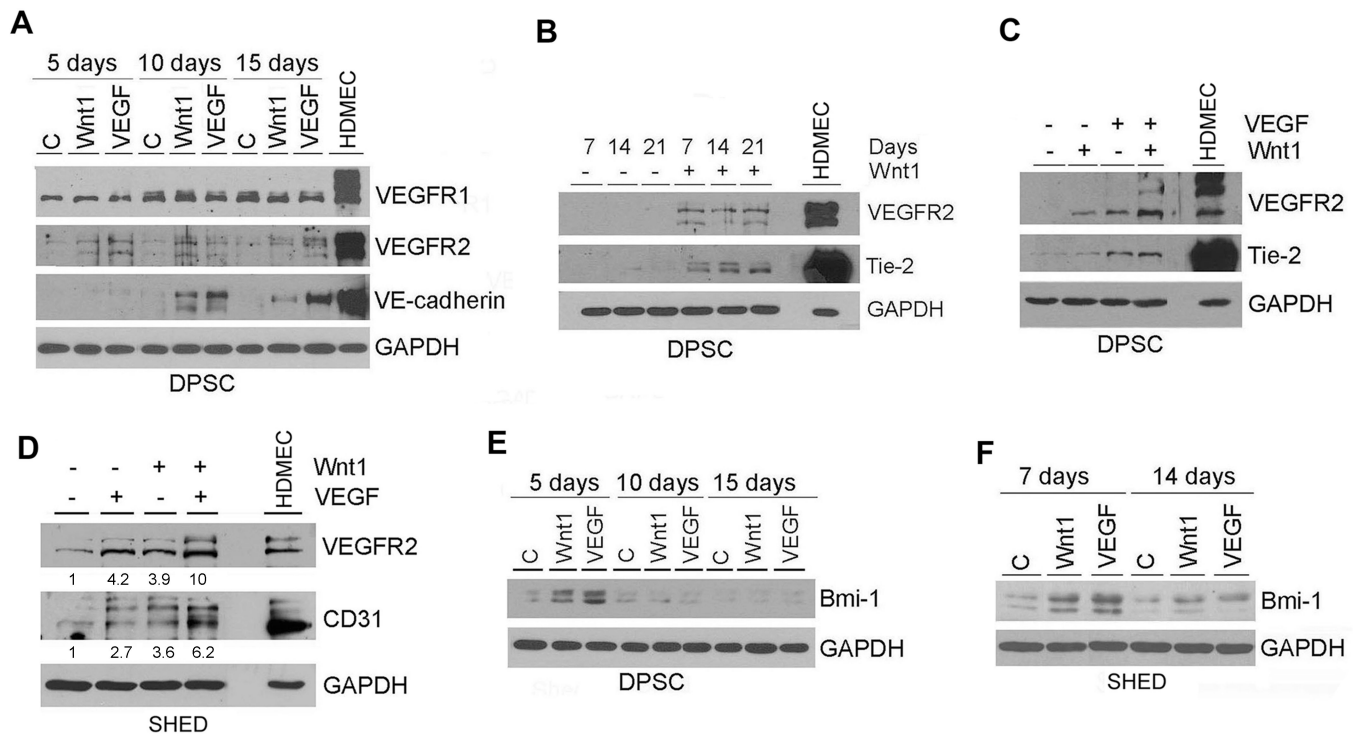 A
5 days 10 days 15 days
C Wnt1 VEGF C Wnt1 VEGF C Wnt1 VEGF HDMEC
VEGFR1
VEGFR2
VE-cadherin
GAPDH
DPSC
B
7 14 21 7 14 21 Days
- - - + + + Wnt1
HDMEC
VEGFR2
Tie-2
GAPDH
DPSC
C
- - + + VEGF
- + - + Wnt1
HDMEC
VEGFR2
Tie-2
GAPDH
DPSC
D
- - + + Wnt1
- + - + VEGF
HDMEC
VEGFR2
1 4.2 3.9 10
CD31
1 2.7 3.6 6.2
GAPDH
SHED
E
5 days 10 days 15 days
C Wnt1 VEGF C Wnt1 VEGF C Wnt1 VEGF
Bmi-1
GAPDH
DPSC
F
7 days 14 days
C Wnt1 VEGF C Wnt1 VEGF
Bmi-1
GAPDH
SHED